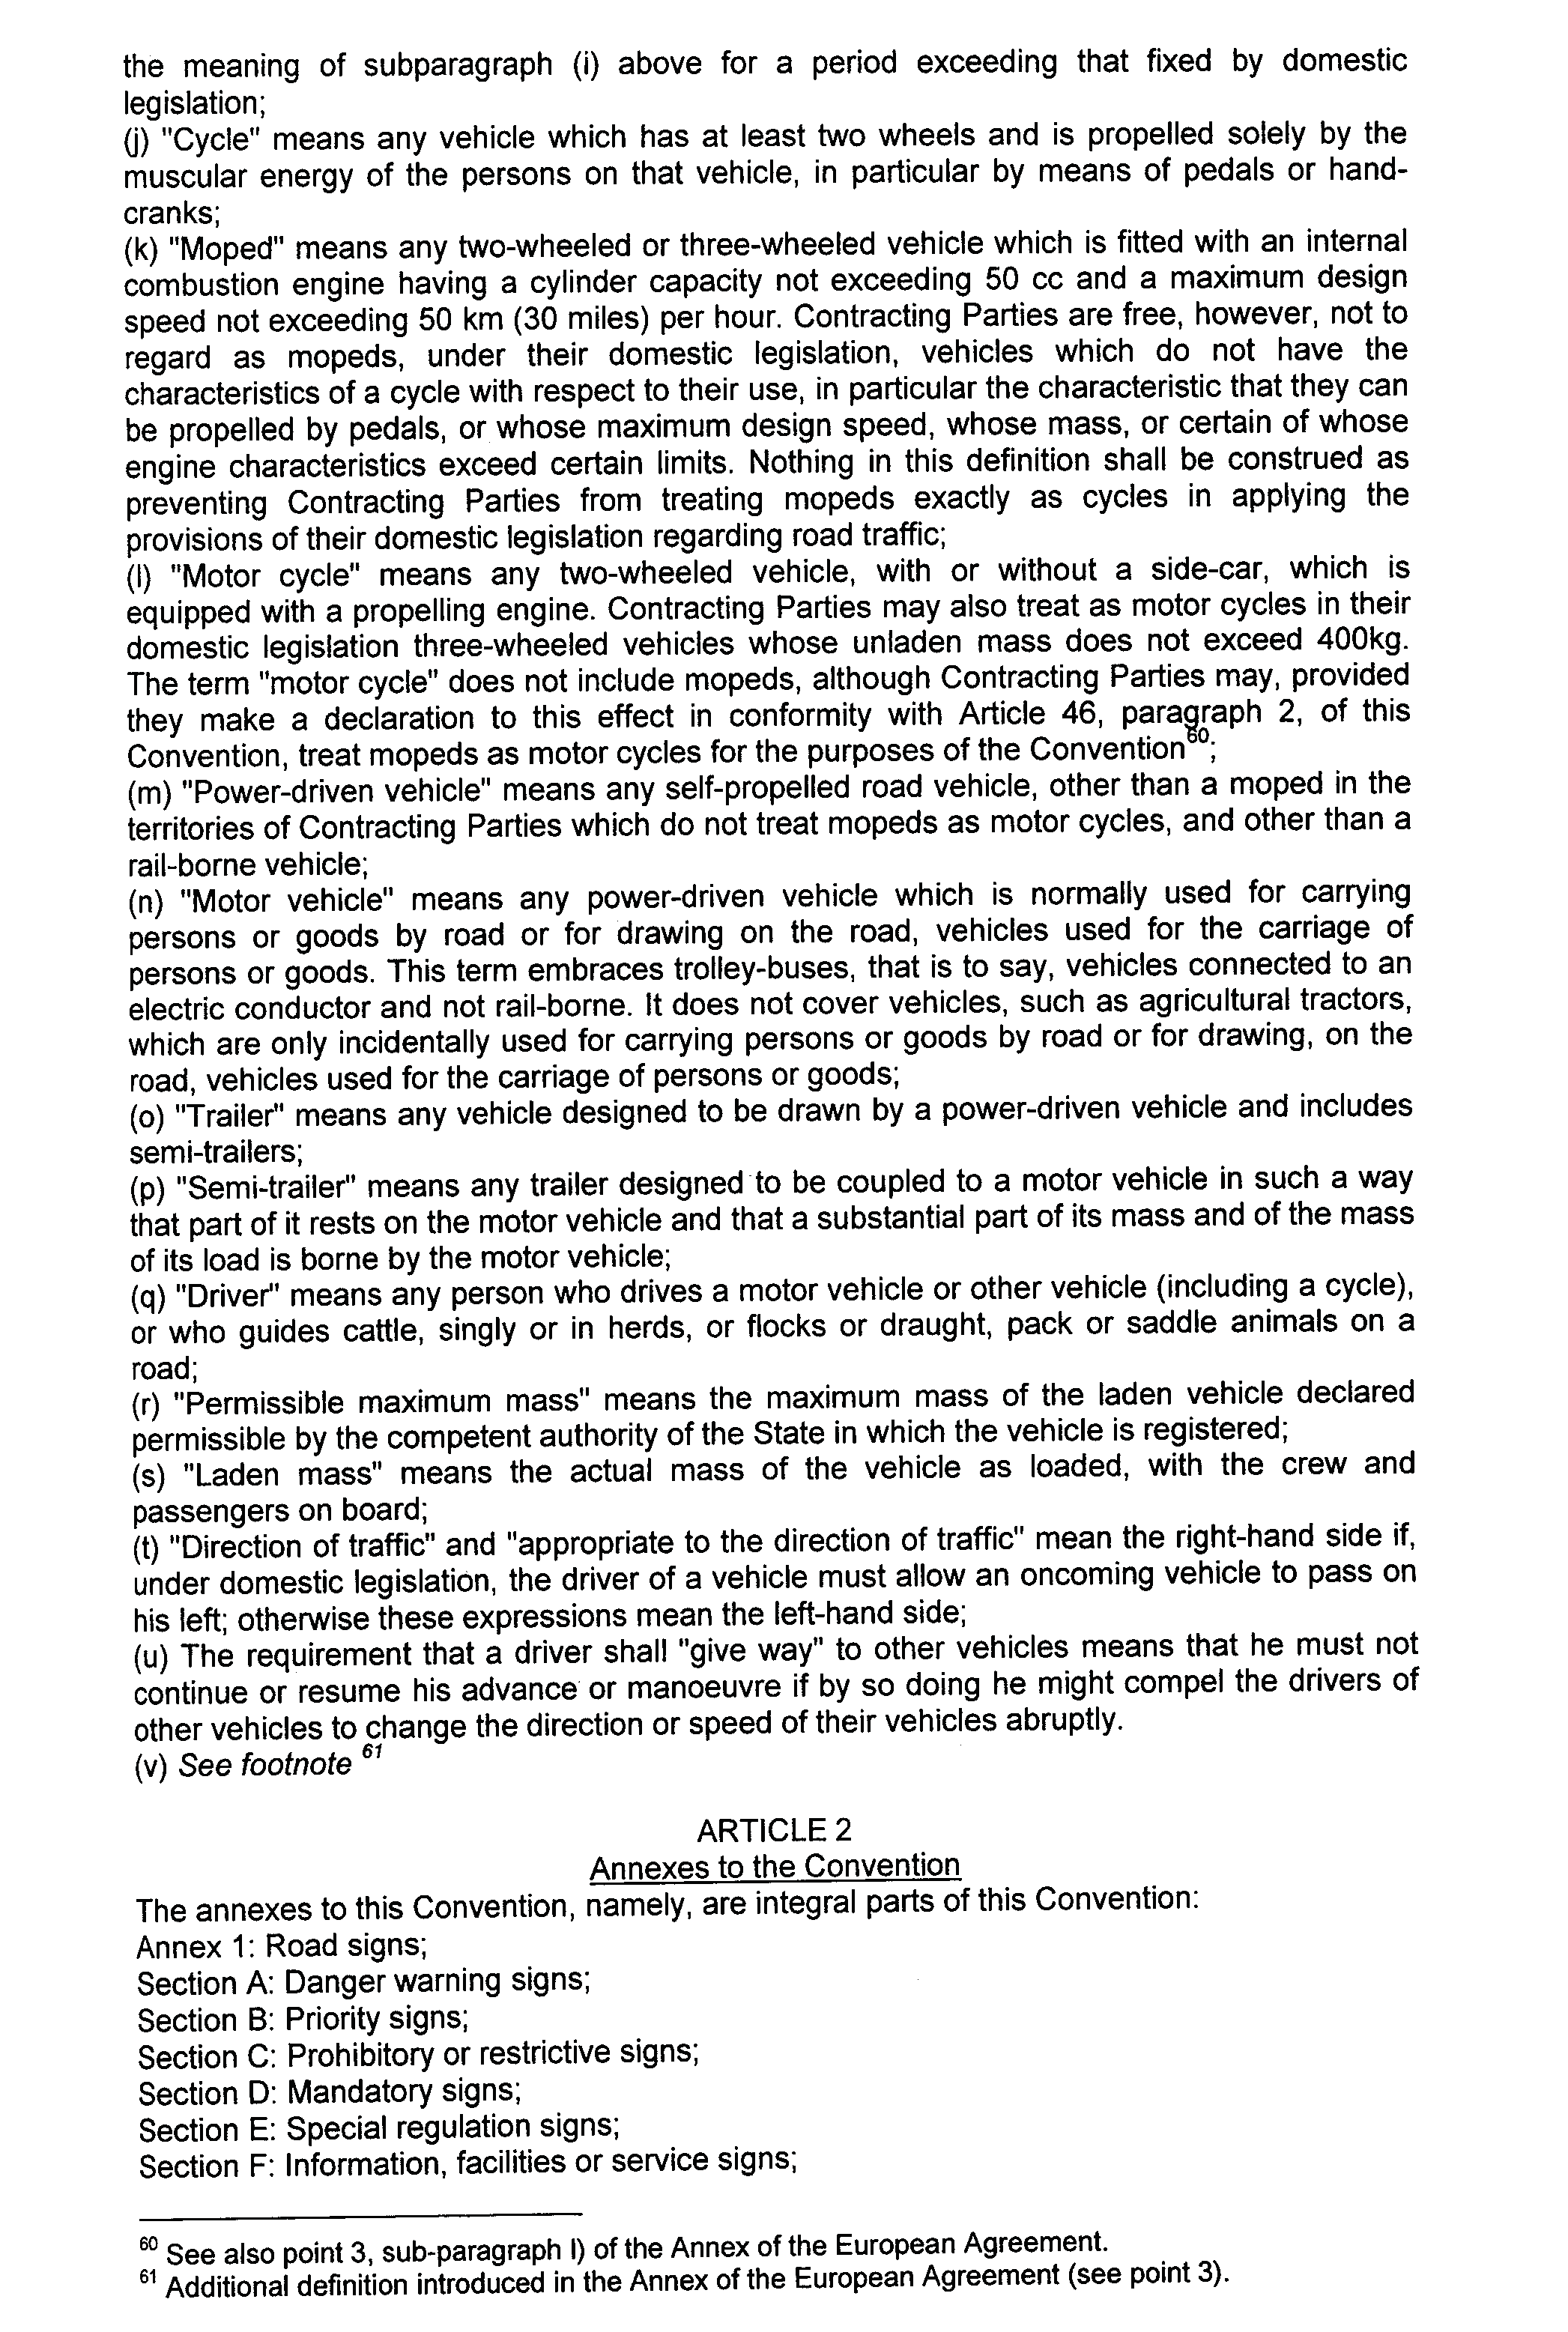 the meaning of subparagraph (i) above for a period exceeding that fixed by domestic
legislation;
(j) "Cycle" means any vehicle which has at least two wheels and is propelled solely by the
muscular energy of the persons on that vehicle, in particular by means of pedals or hand-
cranks;
(k) "Moped" means any two-wheeled or three-wheeled vehicle which is fitted with an internal
combustion engine having a cylinder capacity not exceeding 50 cc and a maximum design
speed not exceeding 50 km (30 miles) per hour. Contracting Parties are free, however, not to
regard as mopeds, under their domestic legislation, vehicles which do not have the
characteristics of a cycle with respect to their use, in particular the characteristic that they can
be propelled by pedals, or whose maximum design speed, whose mass, or certain of whose
engine characteristics exceed certain limits. Nothing in this definition shall be construed as
preventing Contracting Parties from treating mopeds exactly as cycles in applying the
provisions of their domestic legislation regarding road traffic;
(l) "Motor cycle" means any two-wheeled vehicle, with or without a side-car, which is
equipped with a propelling engine. Contracting Parties may also treat as motor cycles in their
domestic legislation three-wheeled vehicles whose unladen mass does not exceed 400kg.
The term "motor cycle" does not include mopeds, although Contracting Parties may, provided
they make a declaration to this effect in conformity with Article 46, paragraph 2, of this
Convention, treat mopeds as motor cycles for the purposes of the Convention60;
(m) "Power-driven vehicle" means any self-propelled road vehicle, other than a moped in the
territories of Contracting Parties which do not treat mopeds as motor cycles, and other than a
rail-borne vehicle;
(n) "Motor vehicle" means any power-driven vehicle which is normally used for carrying
persons or goods by road or for drawing on the road, vehicles used for the carriage of
persons or goods. This term embraces trolley-buses, that is to say, vehicles connected to an
electric conductor and not rail-borne. It does not cover vehicles, such as agricultural tractors,
which are only incidentally used for carrying persons or goods by road or for drawing, on the
road, vehicles used for the carriage of persons or goods;
(o) "Trailer" means any vehicle designed to be drawn by a power-driven vehicle and includes
semi-trailers;
(p) "Semi-trailer" means any trailer designed to be coupled to a motor vehicle in such a way
that part of it rests on the motor vehicle and that a substantial part of its mass and of the mass
of its load is borne by the motor vehicle;
(q) "Driver" means any person who drives a motor vehicle or other vehicle (including a cycle),
or who guides cattle, singly or in herds, or flocks or draught, pack or saddle animals on a
road;
(r) "Permissible maximum mass" means the maximum mass of the laden vehicle declared
permissible by the competent authority of the State in which the vehicle is registered;
(s) "Laden mass" means the actual mass of the vehicle as loaded, with the crew and
passengers on board;
(t) "Direction of traffic" and "appropriate to the direction of traffic" mean the right-hand side if,
under domestic legislation, the driver of a vehicle must allow an oncoming vehicle to pass on
his left; otherwise these expressions mean the left-hand side;
(u) The requirement that a driver shall "give way" to other vehicles means that he must not
continue or resume his advance or manoeuvre if by so doing he might compel the drivers of
other vehicles to change the direction or speed of their vehicles abruptly.
(v) See footnote 61
ARTICLE 2
Annexes to the Convention
The annexes to this Convention, namely, are integral parts of this Convention:
Annex 1: Road signs;
Section A: Danger warning signs;
Section B: Priority signs;
Section C: Prohibitory or restrictive signs;
Section D: Mandatory signs;
Section E: Special regulation signs;
Section F: Information, facilities or service signs;
60 See also point 3, sub-paragraph l) of the Annex of the European Agreement.
61 Additional definition introduced in the Annex of the European Agreement (see point 3).